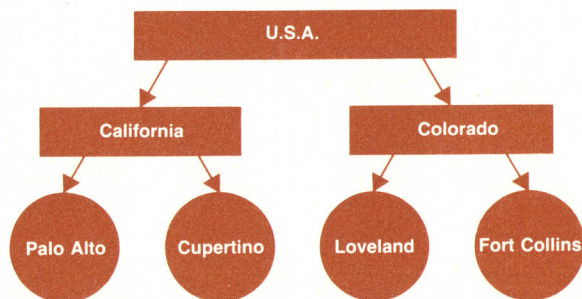 U.S.A.
California
Colorado
Palo Alto
Cupertino
Loveland
Fort Collins